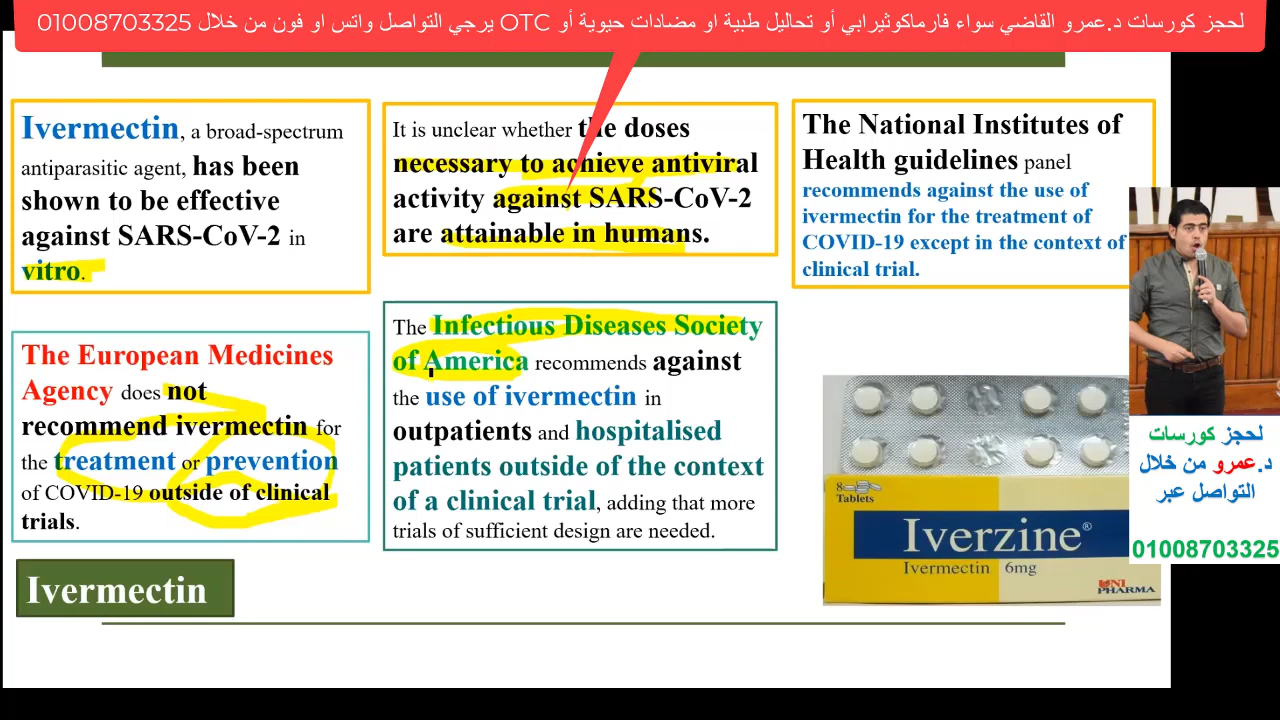 لحجز كورسات د.عمرو القاضي سواء فارماكوثيرابي أو تحاليل طبية او مضادات حيوية أو OTC يرجي التواصل واتس او فون من خلال 01008703325
Ivermectin, a broad-spectrum
antiparasitic agent, has been
shown to be effective
against SARS-CoV-2 in
vitro.
It is unclear whether the doses
necessary to achieve antiviral
activity against SARS-CoV-2
are attainable in humans.
The National Institutes of
Health guidelines panel
recommends against the use of
ivermectin for the treatment of
COVID-19 except in the context of
clinical trial.
The European Medicines
Agency does not
recommend ivermectin for
the treatment or prevention
of COVID-19 outside of clinical
trials.
The Infectious Diseases Society
of America recommends against
the use of ivermectin in
outpatients and hospitalised
patients outside of the context
of a clinical trial, adding that more
trials of sufficient design are needed.
8
Tablets
Iverzine®
Ivermectin 6mg
UNI
PHARMA
لحجز كورسات
د.عمرو من خلال
التواصل عبر
01008703325
Ivermectin